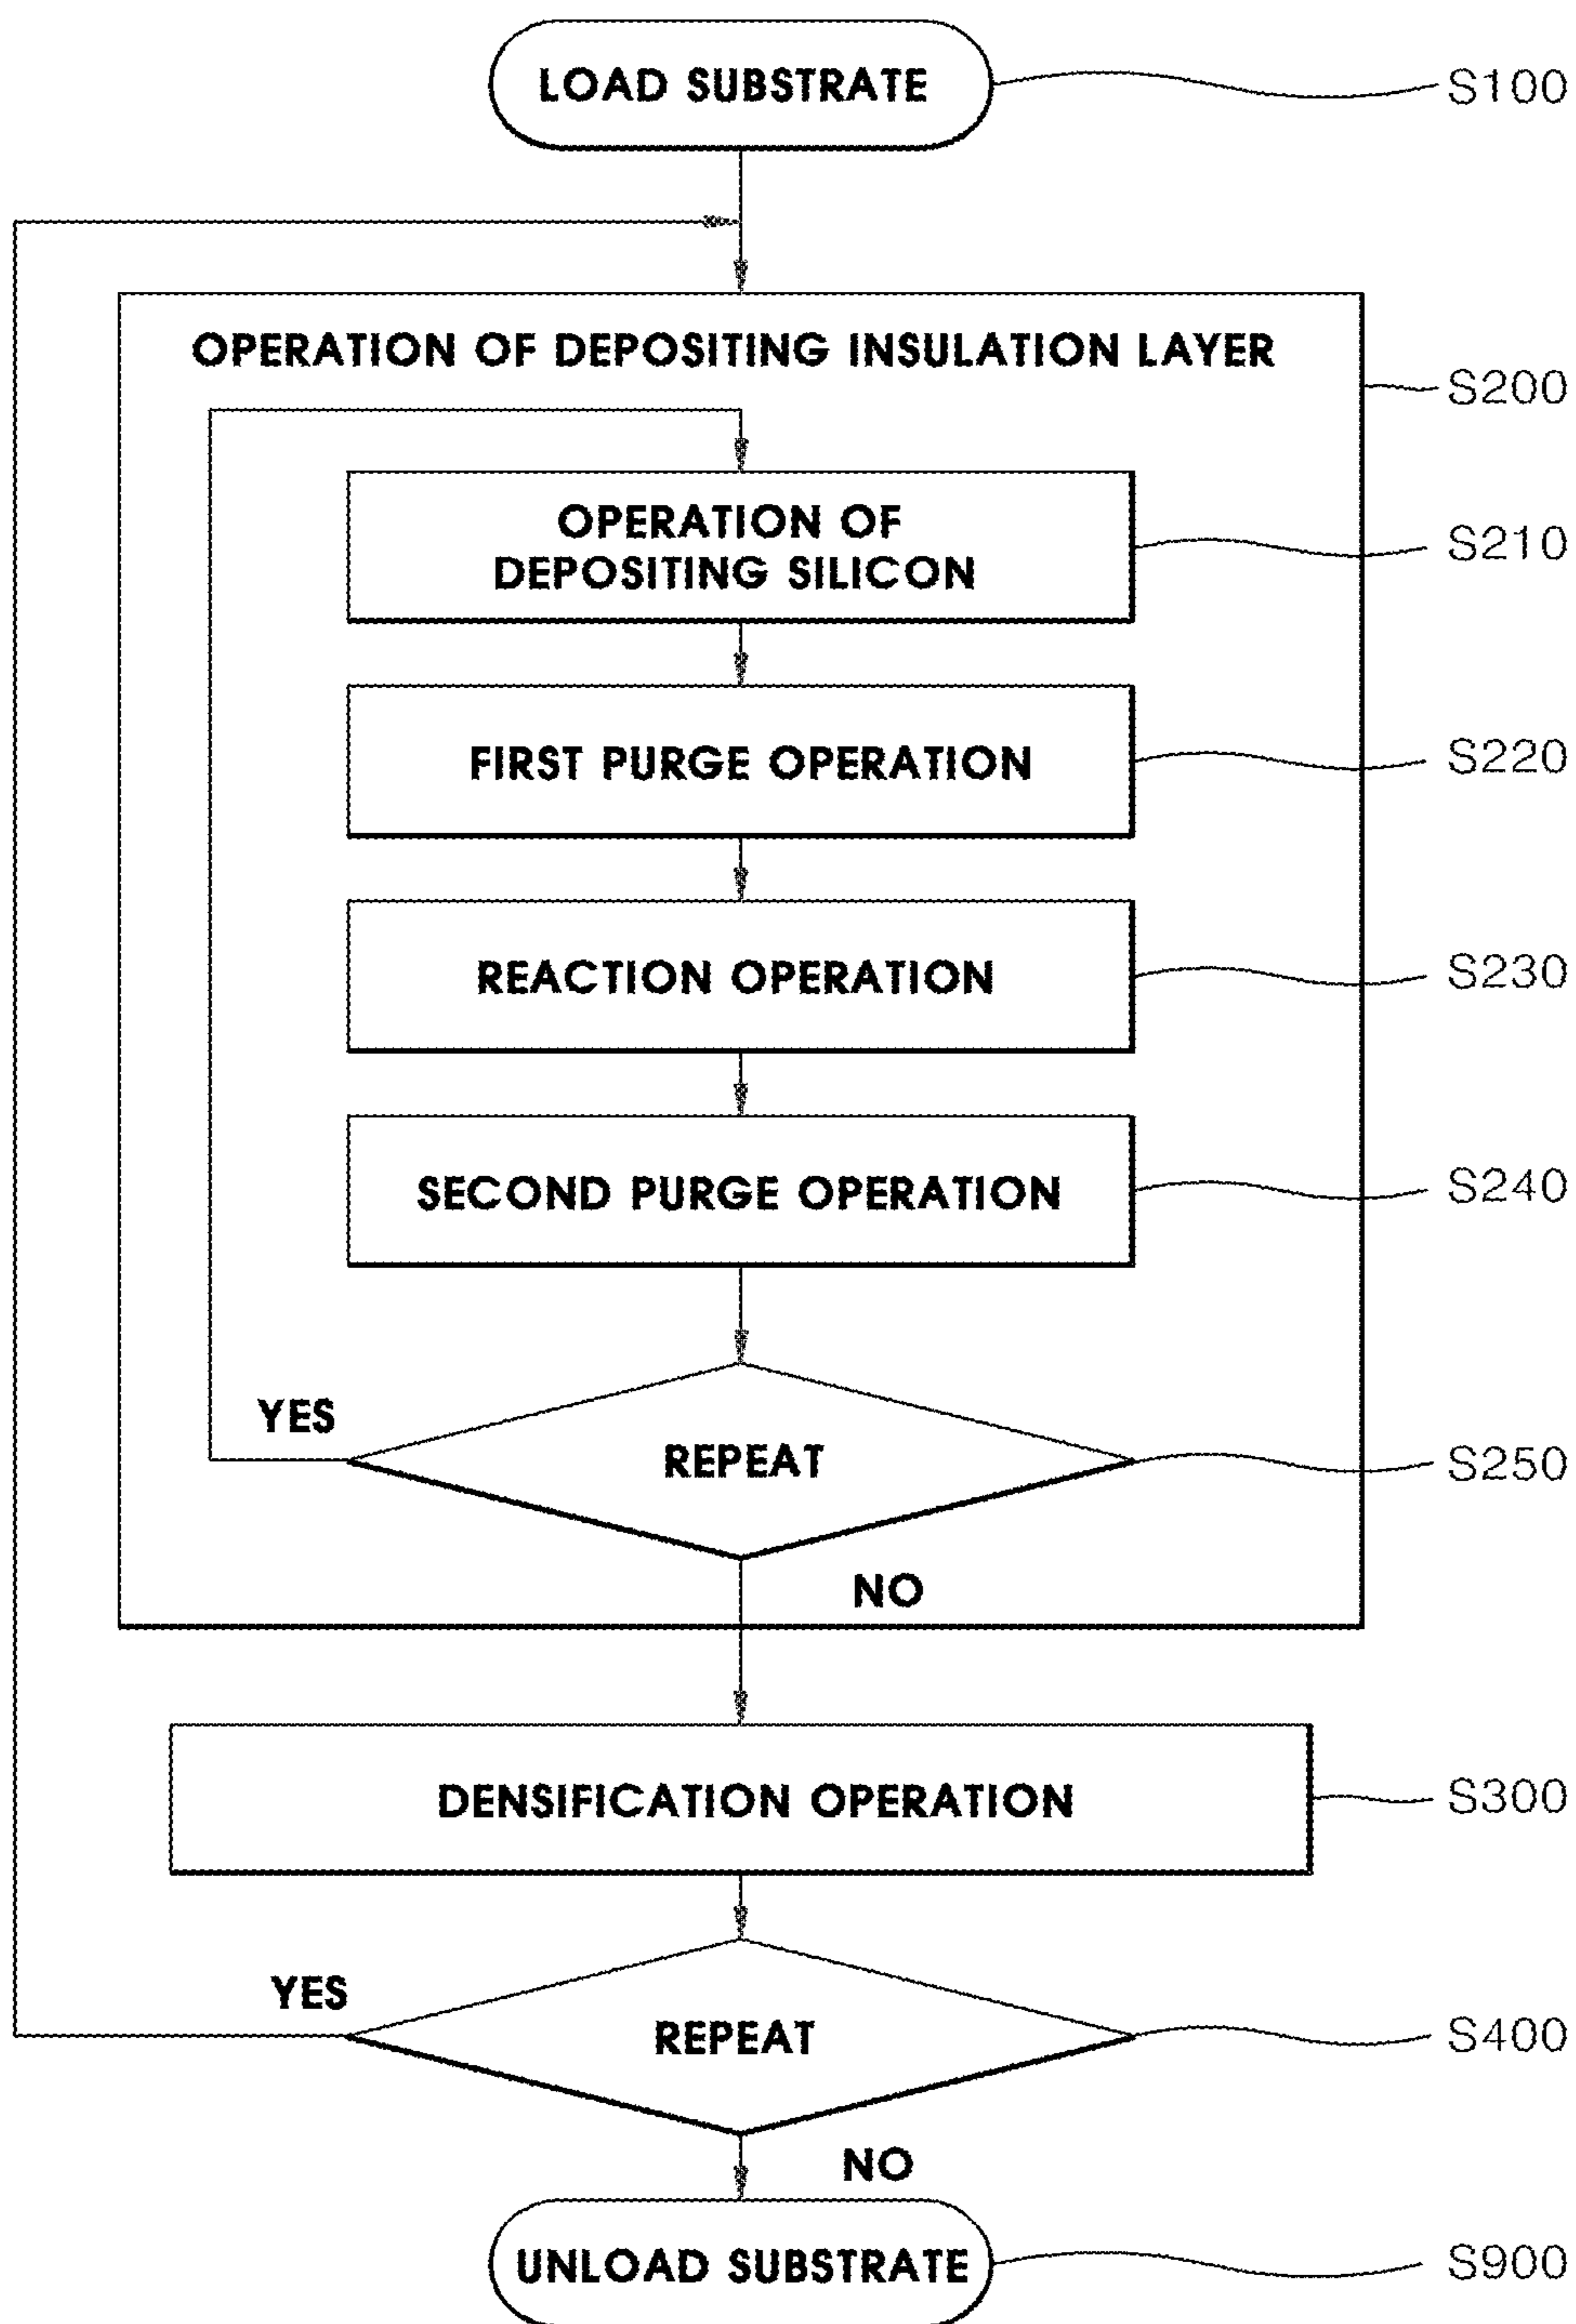 LOAD SUBSTRATE
S100
OPERATION OF DEPOSITING INSULATION LAYER
S200
OPERATION OF
DEPOSITING SILICON
S210
FIRST PURGE OPERATION
S220
REACTION OPERATION
S230
SECOND PURGE OPERATION
S240
YES
REPEAT
S250
NO
DENSIFICATION OPERATION
S300
YES
REPEAT
S400
NO
UNLOAD SUBSTRATE
S900